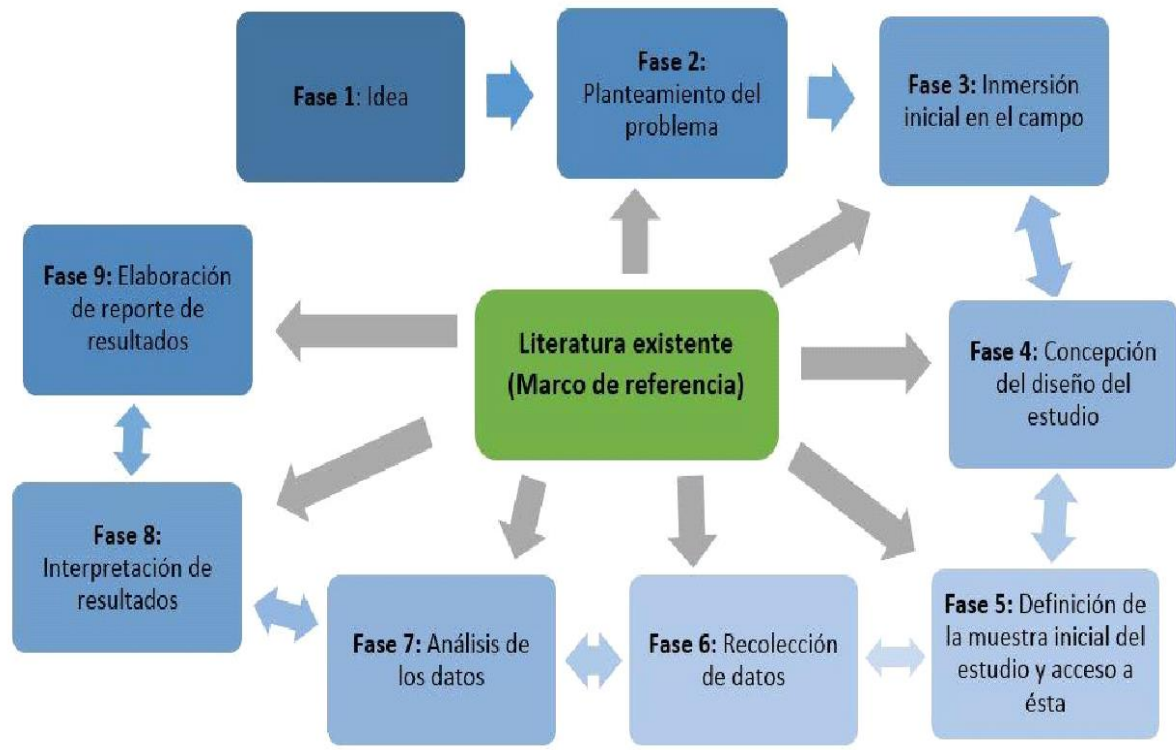 Fase 1: Idea
Fase 2:
Planteamiento del
problema
Fase 3: Inmersión
inicial en el campo
Fase 9: Elaboración
de reporte de
resultados
Literatura existente
(Marco de referencia)
Fase 4: Concepción
del diseño del
estudio
Fase 8:
Interpretación de
resultados
Fase 7: Análisis de
los datos
Fase 6: Recolección
de datos
Fase 5: Definición de
la muestra inicial del
estudio y acceso a
ésta